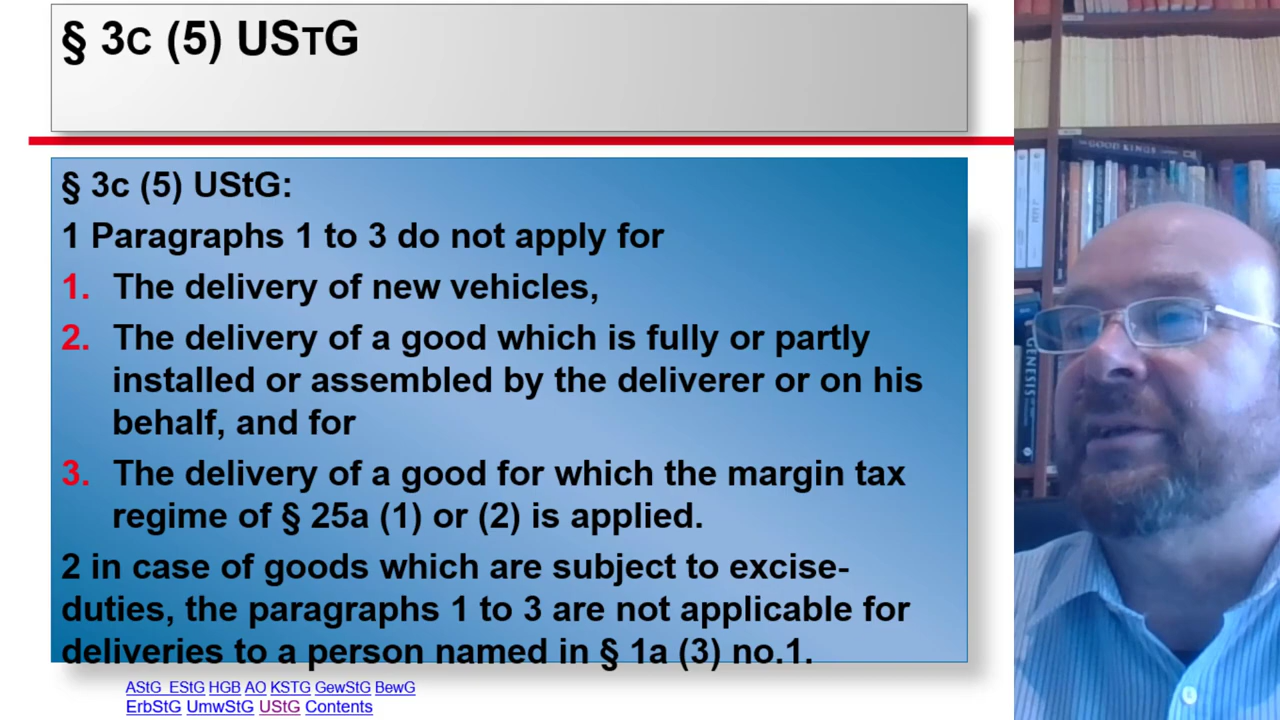 § 3C (5) USTG
§ 3c (5) UStG:
1 Paragraphs 1 to 3 do not apply for
1. The delivery of new vehicles,
2. The delivery of a good which is fully or partly
installed or assembled by the deliverer or on his
behalf, and for
3. The delivery of a good for which the margin tax
regime of § 25a (1) or (2) is applied.
2 in case of goods which are subject to excise-
duties, the paragraphs 1 to 3 are not applicable for
deliveries to a person named in § 1a (3) no.1.
AStG EStG HGB AO KSTG GewStG BewG
ErbStG UmwStG UStG Contents
GENESIS